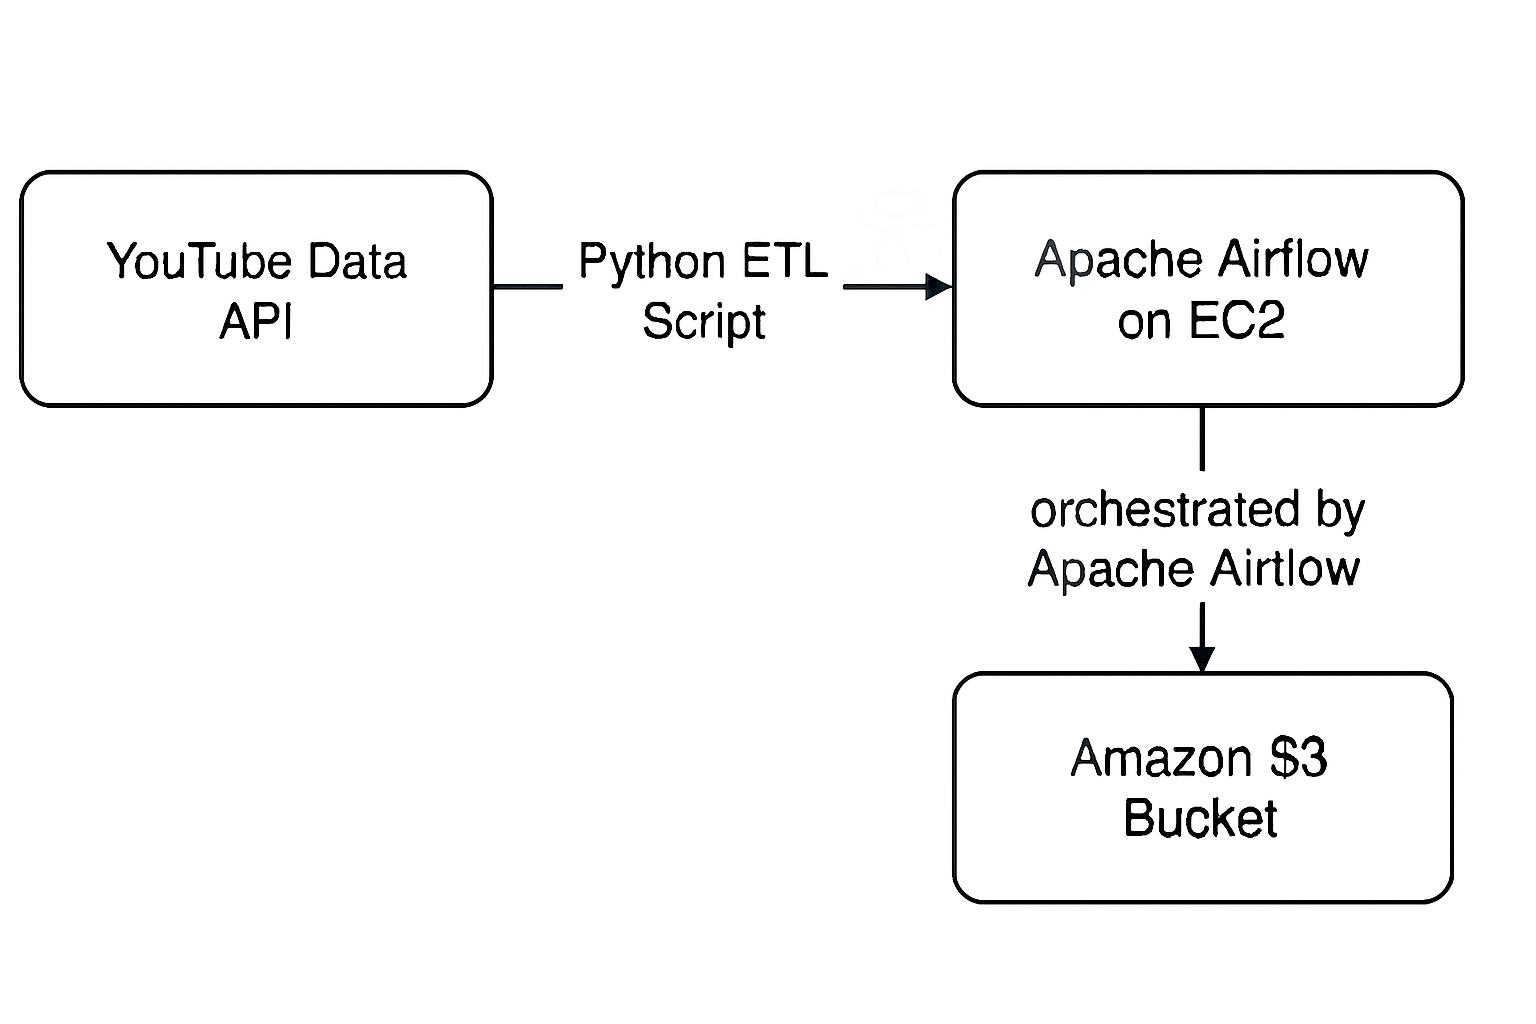 YouTube Data
API
Python ETL
Script
Apache Airflow
on EC2
orchestrated by
Apache Airtlow
Amazon $3
Bucket